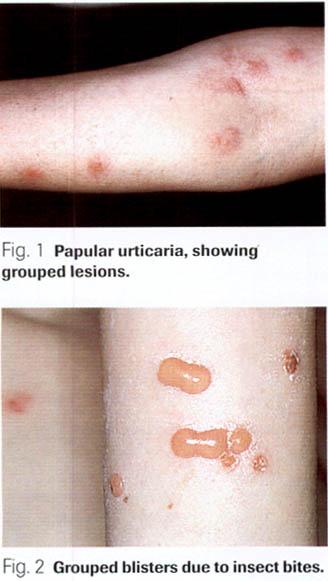 Fig. 1 Papular urticaria, showing
grouped lesions.
Fig. 2 Grouped blisters due to insect bites.